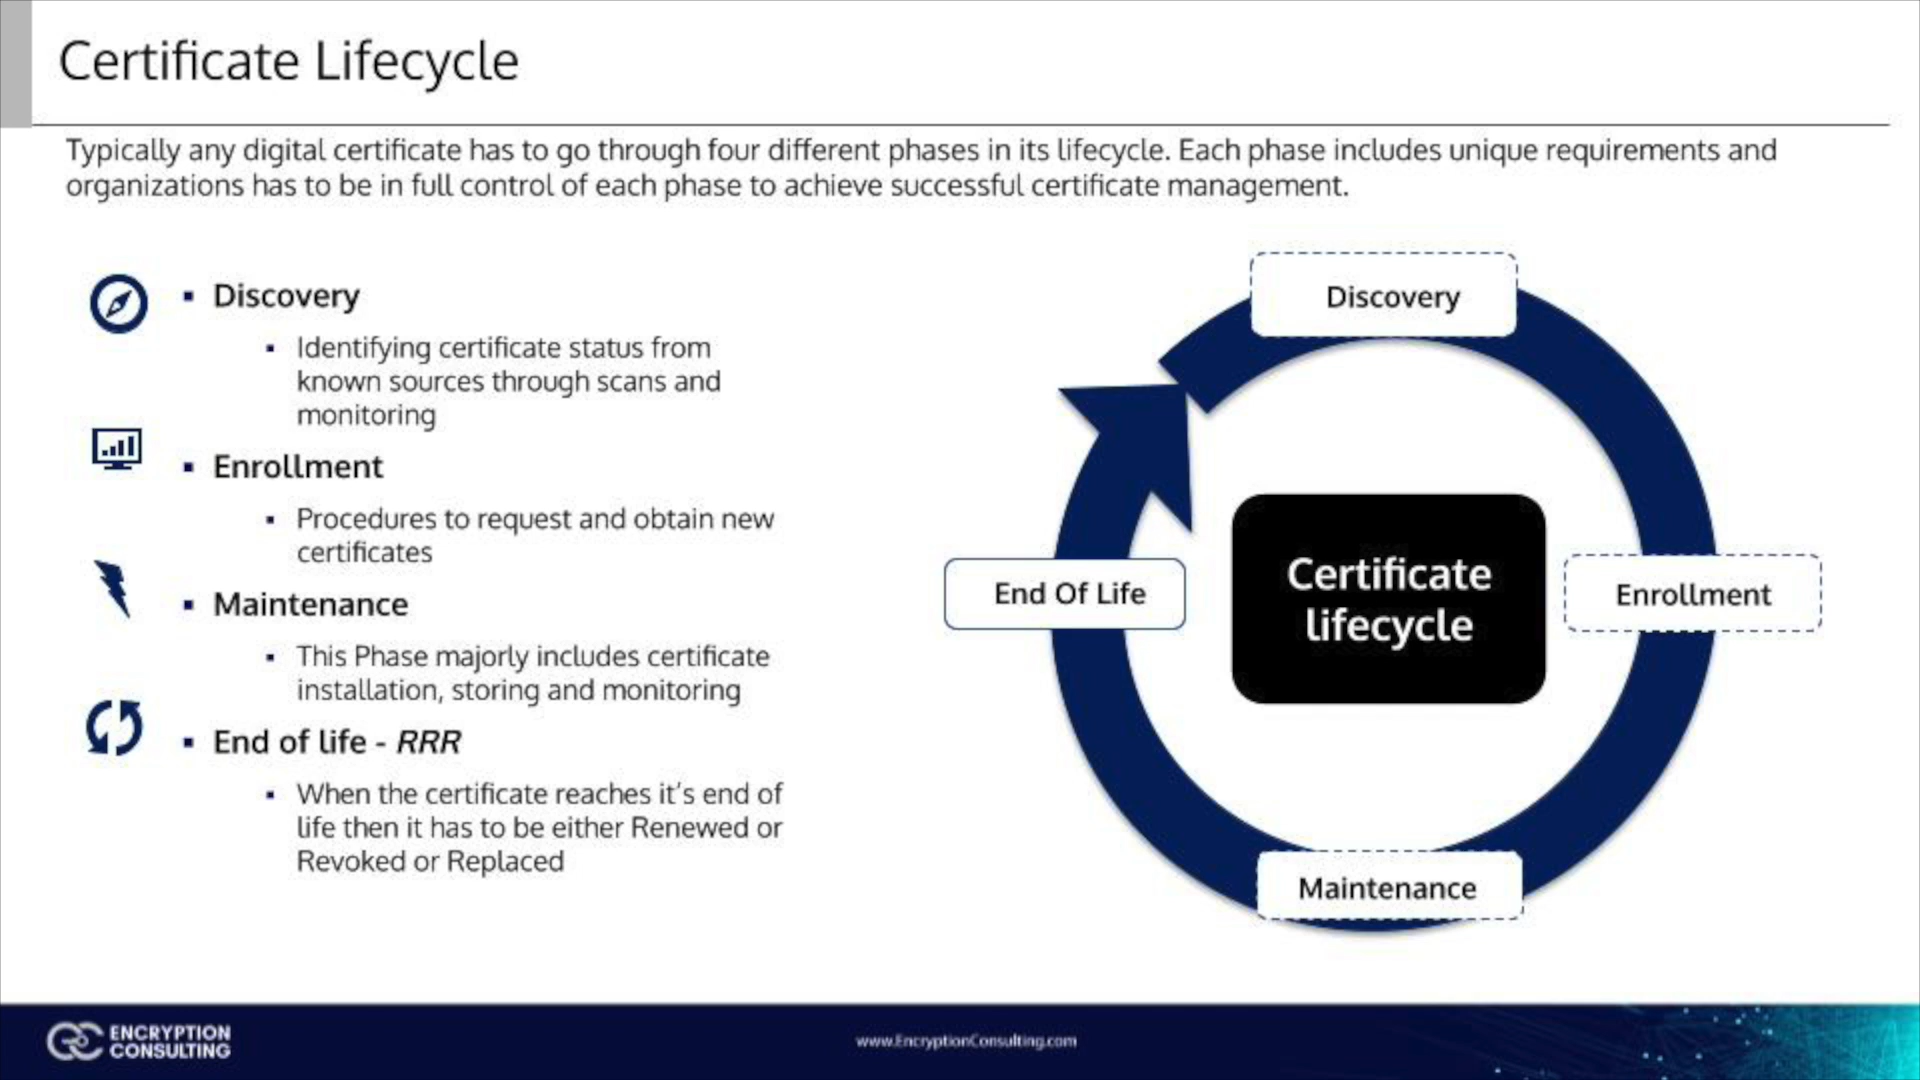 Certificate Lifecycle
Typically any digital certificate has to go through four different phases in its lifecycle. Each phase includes unique requirements and
organizations has to be in full control of each phase to achieve successful certificate management.
▪ Discovery
▪ Identifying certificate status from
known sources through scans and
monitoring
▪ Enrollment
▪ Procedures to request and obtain new
certificates
▪ Maintenance
▪ This Phase majorly includes certificate
installation, storing and monitoring
▪ End of life - RRR
▪ When the certificate reaches it’s end of
life then it has to be either Renewed or
Revoked or Replaced
Discovery
End Of Life
Certificate
lifecycle
Enrollment
Maintenance
ENCRYPTION
CONSULTING
www.EncryptionConsulting.com